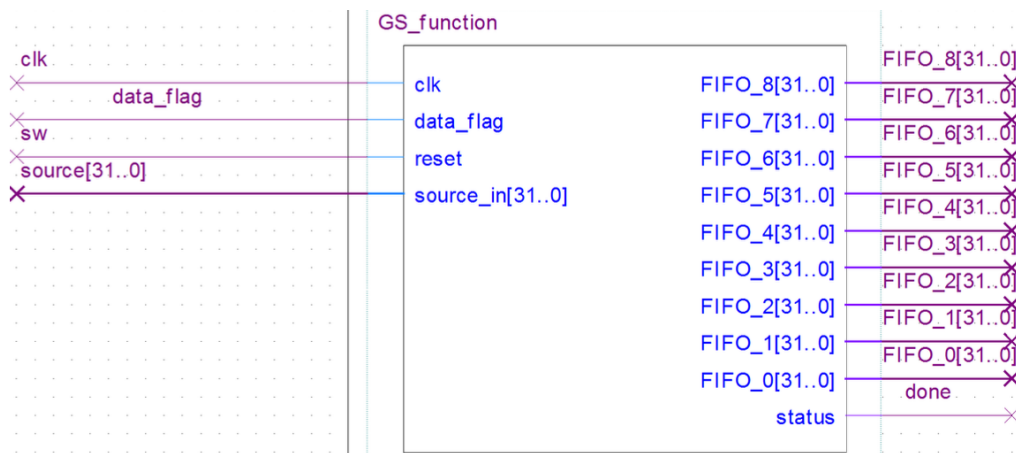 GS_function
clk
data_flag
sw
source[31..0]
clk
data_flag
reset
source_in[31..0]
FIFO_8[31..0]
FIFO_7[31..0]
FIFO_6[31..0]
FIFO_5[31..0]
FIFO_4[31..0]
FIFO_3[31..0]
FIFO_2[31..0]
FIFO_1[31..0]
FIFO_0[31..0]
status
FIFO_8[31..0]
FIFO_7[31..0]
FIFO_6[31..0]
FIFO_5[31..0]
FIFO_4[31..0]
FIFO_3[31..0]
FIFO_2[31..0]
FIFO_1[31..0]
FIFO_0[31..0]
done